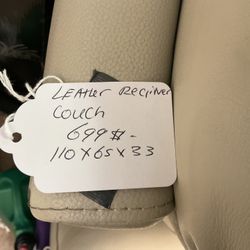 LEATHER RECLINER
COUCH
699$-
110x65x33